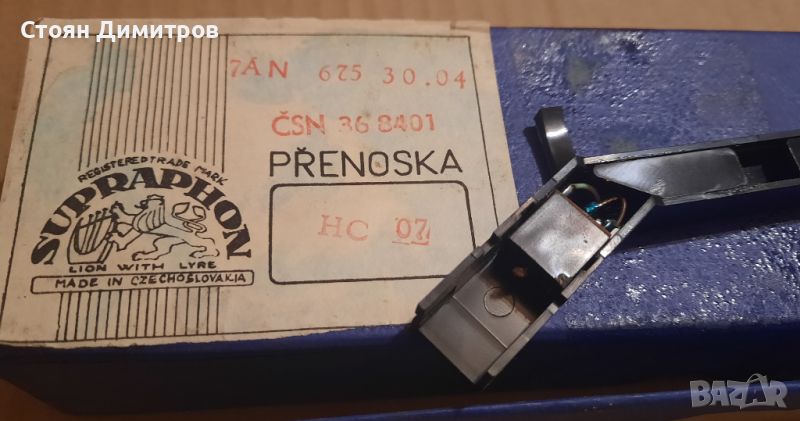 Стоян Димитров
7AN 675 30.04
ČSN 36 8401
PŘENOSKA
HC 07
REGISTERED TRADE MARK
SUPRAPHON
LION WITH LYRE
MADE IN CZECHOSLOVAKIA
BAZAR